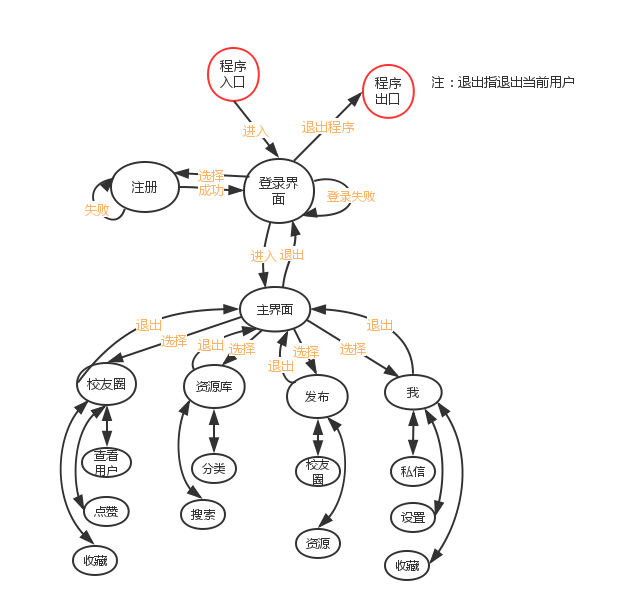 程序
入口
程序
出口
注：退出指退出当前用户
进入
退出程序
选择
成功
注册
登录界
面
失败
登录失败
进入
退出
主界面
退出
选择
退出
选择
退出
选择
选择
退出
校友圈
资源库
发布
我
查看
用户
分类
校友
圈
私信
点赞
搜索
设置
收藏
资源
收藏